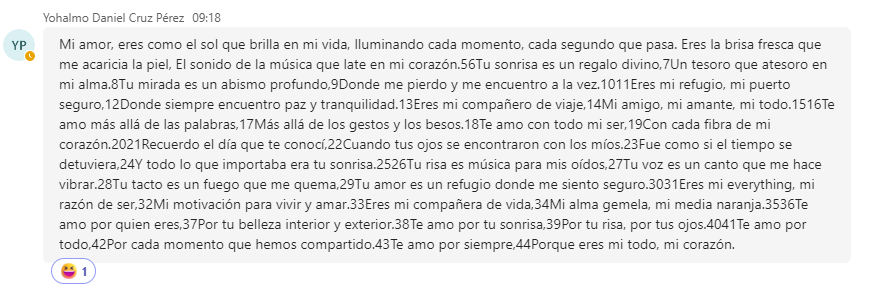 Yohalmo Daniel Cruz Pérez 09:18
YP
Mi amor, eres como el sol que brilla en mi vida, Iluminando cada momento, cada segundo que pasa. Eres la brisa fresca que
me acaricia la piel, El sonido de la música que late en mi corazón.56Tu sonrisa es un regalo divino,7Un tesoro que atesoro en
mi alma.8Tu mirada es un abismo profundo,9Donde me pierdo y me encuentro a la vez.1011Eres mi refugio, mi puerto
seguro,12Donde siempre encuentro paz y tranquilidad.13Eres mi compañero de viaje,14Mi amigo, mi amante, mi todo.1516Te
amo más allá de las palabras,17Más allá de los gestos y los besos.18Te amo con todo mi ser,19Con cada fibra de mi
corazón.2021Recuerdo el día que te conocí,22Cuando tus ojos se encontraron con los míos.23Fue como si el tiempo se
detuviera,24Y todo lo que importaba era tu sonrisa.2526Tu risa es música para mis oídos,27Tu voz es un canto que me hace
vibrar.28Tu tacto es un fuego que me quema,29Tu amor es un refugio donde me siento seguro.3031Eres mi everything, mi
razón de ser,32Mi motivación para vivir y amar.33Eres mi compañera de vida,34Mi alma gemela, mi media naranja.3536Te
amo por quien eres,37Por tu belleza interior y exterior.38Te amo por tu sonrisa,39Por tu risa, por tus ojos.4041Te amo por
todo,42Por cada momento que hemos compartido.43Te amo por siempre,44Porque eres mi todo, mi corazón.
1